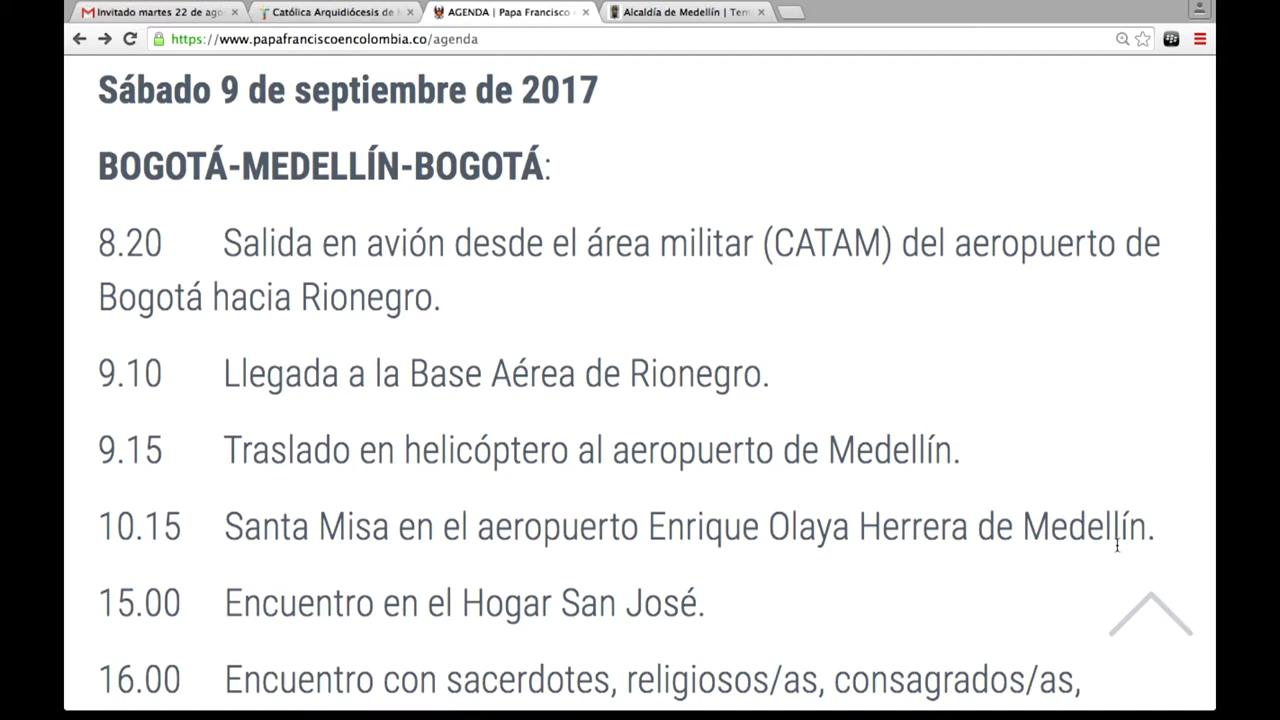 Invitado martes 22 de ago
Católica Arquidiócesis de
AGENDA | Papa Francisco
Alcaldía de Medellín | Tem
https://www.papafranciscoencolombia.co/agenda
Sábado 9 de septiembre de 2017
BOGOTÁ-MEDELLÍN-BOGOTÁ:
8.20 Salida en avión desde el área militar (CATAM) del aeropuerto de
Bogotá hacia Rionegro.
9.10 Llegada a la Base Aérea de Rionegro.
9.15 Traslado en helicóptero al aeropuerto de Medellín.
10.15 Santa Misa en el aeropuerto Enrique Olaya Herrera de Medellín.
15.00 Encuentro en el Hogar San José.
16.00 Encuentro con sacerdotes, religiosos/as, consagrados/as,